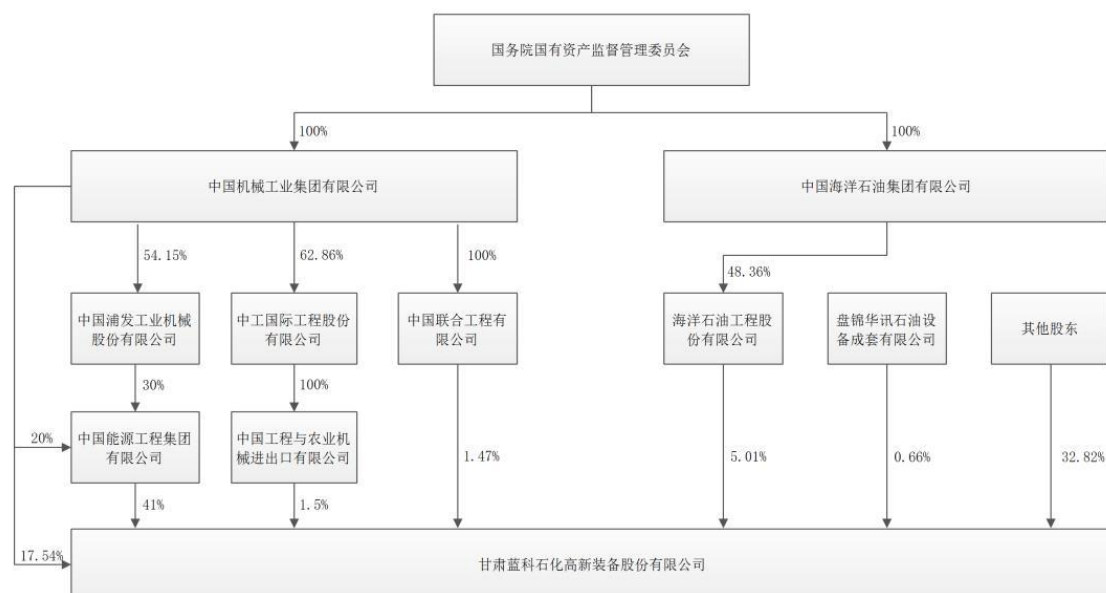 国务院国有资产监督管理委员会
100%
100%
中国机械工业集团有限公司
中国海洋石油集团有限公司
54.15%
62.86%
100%
48.36%
中国浦发工业机械
股份有限公司
中工国际工程股份
有限公司
中国联合工程有
限公司
海洋石油工程股
份有限公司
盘锦华讯石油设
备成套有限公司
其他股东
30%
100%
20%
中国能源工程集团
有限公司
中国工程与农业机
械进出口有限公司
1.47%
5.01%
0.66%
32.82%
41%
1.5%
17.54%
甘肃蓝科石化高新装备股份有限公司